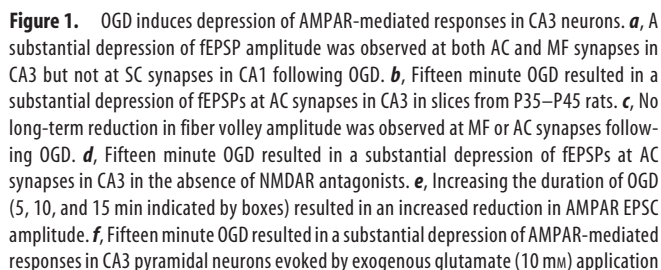 Figure 1. OGD induces depression of AMPAR-mediated responses in CA3 neurons. a, A
substantial depression of fEPSP amplitude was observed at both AC and MF synapses in
CA3 but not at SC synapses in CA1 following OGD. b, Fifteen minute OGD resulted in a
substantial depression of fEPSPs at AC synapses in CA3 in slices from P35–P45 rats. c, No
long-term reduction in fiber volley amplitude was observed at MF or AC synapses follow-
ing OGD. d, Fifteen minute OGD resulted in a substantial depression of fEPSPs at AC
synapses in CA3 in the absence of NMDAR antagonists. e, Increasing the duration of OGD
(5, 10, and 15 min indicated by boxes) resulted in an increased reduction in AMPAR EPSC
amplitude. f, Fifteen minute OGD resulted in a substantial depression of AMPAR-mediated
responses in CA3 pyramidal neurons evoked by exogenous glutamate (10 mM) application